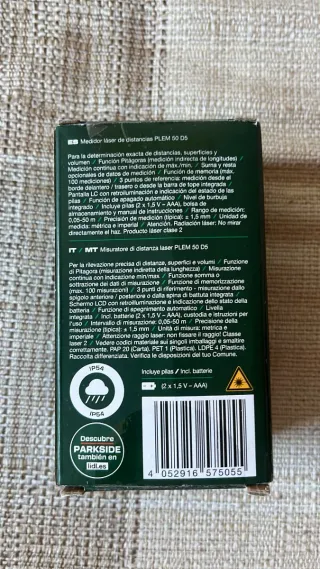 ES Medidor láser de distancias PLEM 50 D5
Para la determinación exacta de distancias, superficies y
volumen / Función Pitágoras (medición indirecta de longitudes) /
Medición continua con indicación de máx./mín. / Suma y resta
opcionales de datos de medición / Función de memoria (máx.
100 mediciones) / 3 puntos de referencia: medición desde el
borde delantero / trasero o desde la barra de tope integrada /
Pantalla LC con retroiluminación e indicación del estado de las
pilas / Función de apagado automático / Nivel de burbuja
integrado / Incluye pilas (2 x 1,5 V – AAA), bolsa de
almacenamiento y manual de instrucciones / Rango de medición:
0,05-50 m / Precisión de medición (típica): ± 1,5 mm / Unidad de
medida: métrica e imperial / Atención. Radiación láser: No mirar
directamente al haz. Producto láser clase 2
IT / MT Misuratore di distanza laser PLEM 50 D5
Per la rilevazione precisa di distanza, superfici e volumi / Funzione
di Pitagora (misurazione indiretta della lunghezza) / Misurazione
continua con indicazione min/max / Funzione somma o
sottrazione dei dati di misurazione / Funzione di memorizzazione
(max. 100 misurazioni) / 3 punti di riferimento - misurazione dallo
spigolo anteriore / posteriore o dalla spina di battuta integrata
Schermo LCD con retroilluminazione e indicazione dello stato della
batteria / Funzione di spegnimento automatico / Livella
integrata / Incl. batterie (2 x 1,5 V – AAA), custodia e istruzioni per
l'uso / Intervallo di misurazione: 0,05-50 m / Precisione della
misurazione (tipica): ± 1,5 mm / Unità di misura: metrica e
imperiale / Attenzione raggio laser: non fissare il raggio! Classe
laser 2 / Vedere codici materiale sui singoli imballaggi e smaltire
correttamente. PAP 20 (Carta). PET 1 (Plastica). LDPE 4 (Plastica).
Raccolta differenziata. Verifica le disposizioni del tuo Comune.
IP54
IP54
Incluye pilas / Incl. batterie
(2 x 1,5 V – AAA)
Descubre
PARKSIDE
también en
lidl.es
4 052916 575055